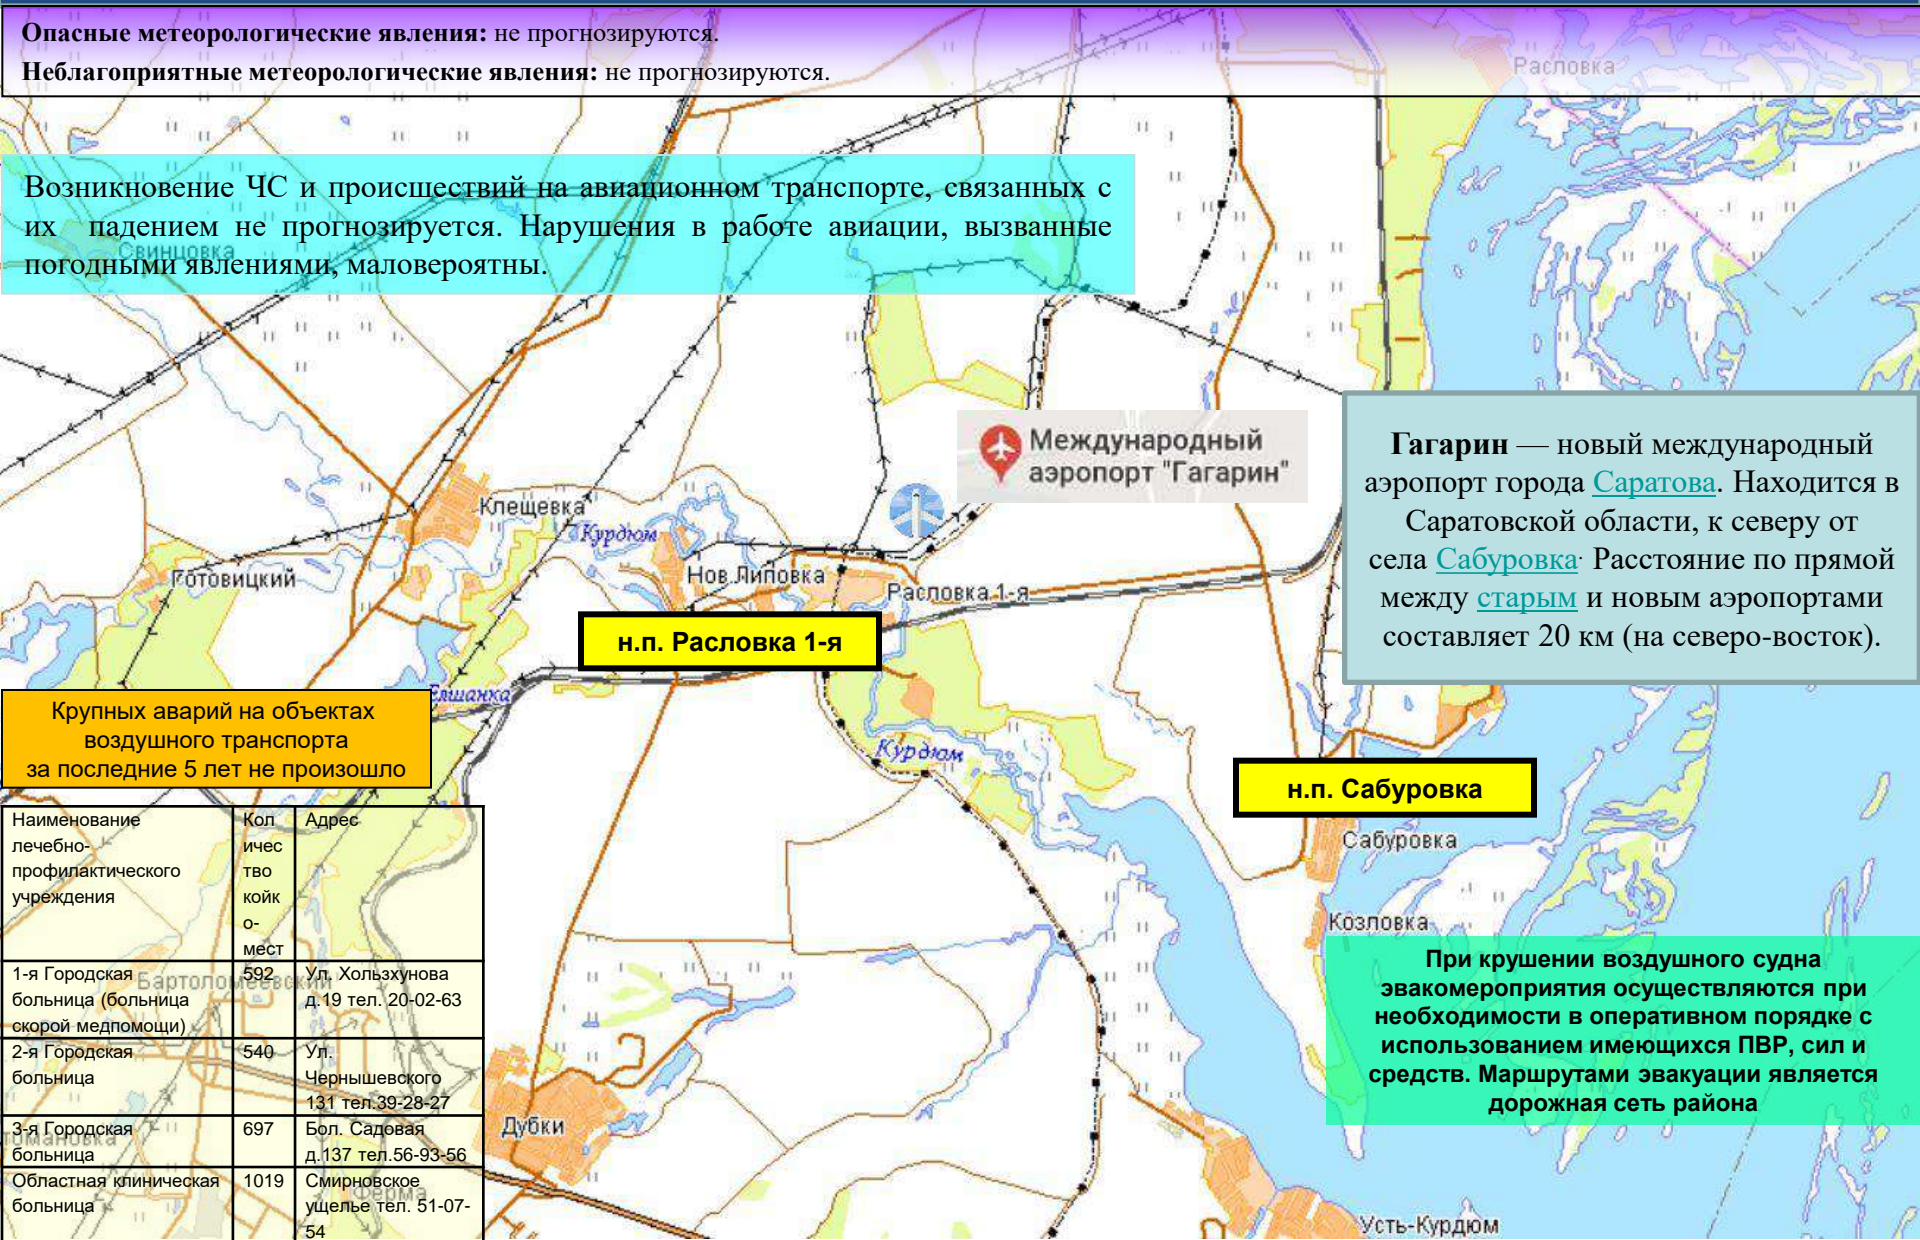 Опасные метеорологические явления: не прогнозируются.
Неблагоприятные метеорологические явления: не прогнозируются.
Расловка
Возникновение ЧС и происшествий на авиационном транспорте, связанных с
их падением не прогнозируется. Нарушения в работе авиации, вызванные
погодными явлениями, маловероятны.
Свинцовка
Международный
аэропорт "Гагарин"
Гагарин — новый международный
аэропорт города Саратова. Находится в
Саратовской области, к северу от
села Сабуровка. Расстояние по прямой
между старым и новым аэропортами
составляет 20 км (на северо-восток).
Клещевка
Курдюм
Готовицкий
Нов.Липовка
Расловка 1-я
н.п. Расловка 1-я
Елшанка
Крупных аварий на объектах
воздушного транспорта
за последние 5 лет не произошло
Курдюм
н.п. Сабуровка
Сабуровка
Козловка
Наименование
лечебно-
профилактического
учреждения
Кол
ичес
тво
койк
о-
мест
Адрес
1-я Городская
больница (больница
скорой медпомощи)
592
Ул. Хользхунова
д.19 тел. 20-02-63
Бартоломеевский
2-я Городская
больница
540
Ул.
Чернышевского
131 тел.39-28-27
3-я Городская
больница
697
Бол. Садовая
д.137 тел.56-93-56
Областная клиническая
больница
1019
Смирновское
ущелье тел. 51-07-
54
Ферма
Дубки
При крушении воздушного судна
эвакомероприятия осуществляются при
необходимости в оперативном порядке с
использованием имеющихся ПВР, сил и
средств. Маршрутами эвакуации является
дорожная сеть района
Усть-Курдюм